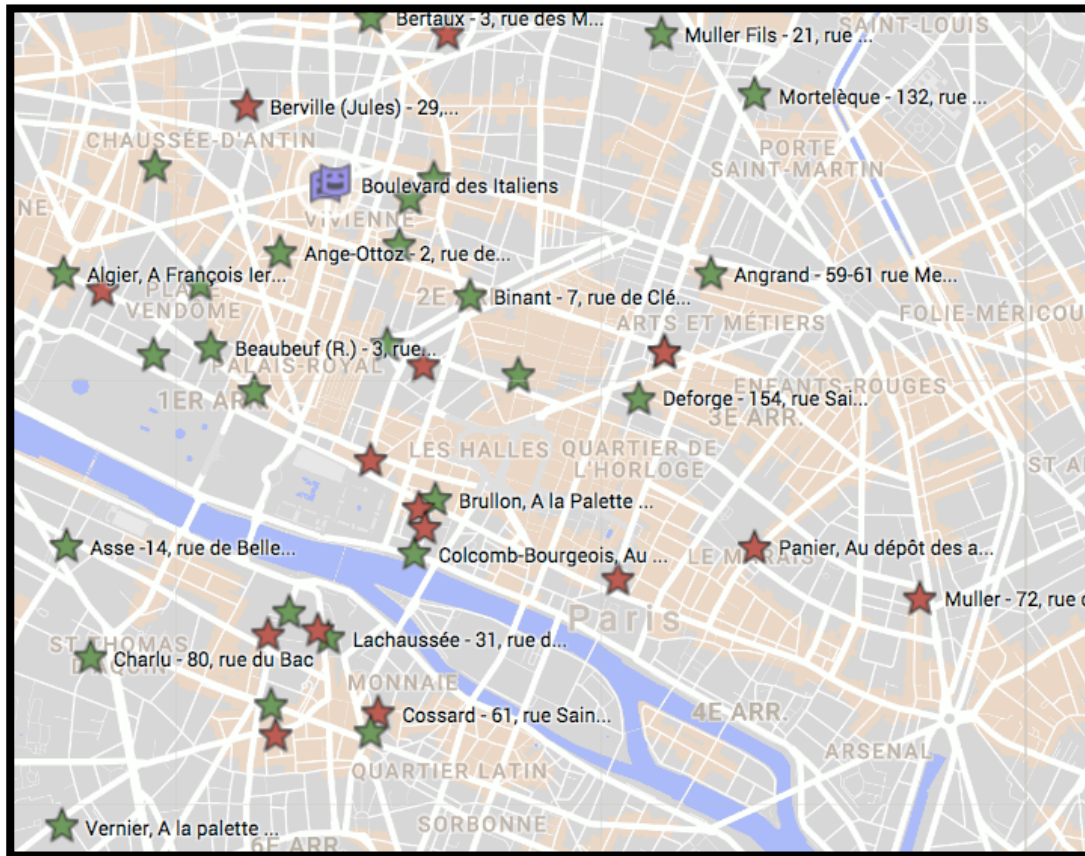 Bertaux - 3, rue des M...
SAINT-LOUIS
Muller Fils - 21, rue ...
Mortelèque - 132, rue ...
Berville (Jules) - 29,...
CHAUSSÉE-D'ANTIN
PORTE
SAINT-MARTIN
Boulevard des Italiens
VIVIENNE
Ange-Ottoz - 2, rue de...
Algier, A François Ier...
Angrand - 59-61 rue Me...
PLACE
VENDÔME
Binant - 7, rue de Clé...
ARTS ET MÉTIERS
FOLIE-MÉRICOU
Beaubeuf (R.) - 3, rue...
PALAIS-ROYAL
1ER ARR.
ENFANTS-ROUGES
Deforge - 154, rue Sai...
3E ARR.
LES HALLES
QUARTIER DE
L'HORLOGE
Brullon, A la Palette ...
Asse -14, rue de Belle...
Colcomb-Bourgeois, Au ...
LE MARAIS
Panier, Au dépôt des a...
Muller - 72, rue
Paris
Lachaussée - 31, rue d...
ST THOMAS
Charlu - 80, rue du Bac
MONNAIE
Cossard - 61, rue Sain...
4E ARR.
ARSENAL
QUARTIER LATIN
Vernier, A la palette ...
SORBONNE
6E ARR.